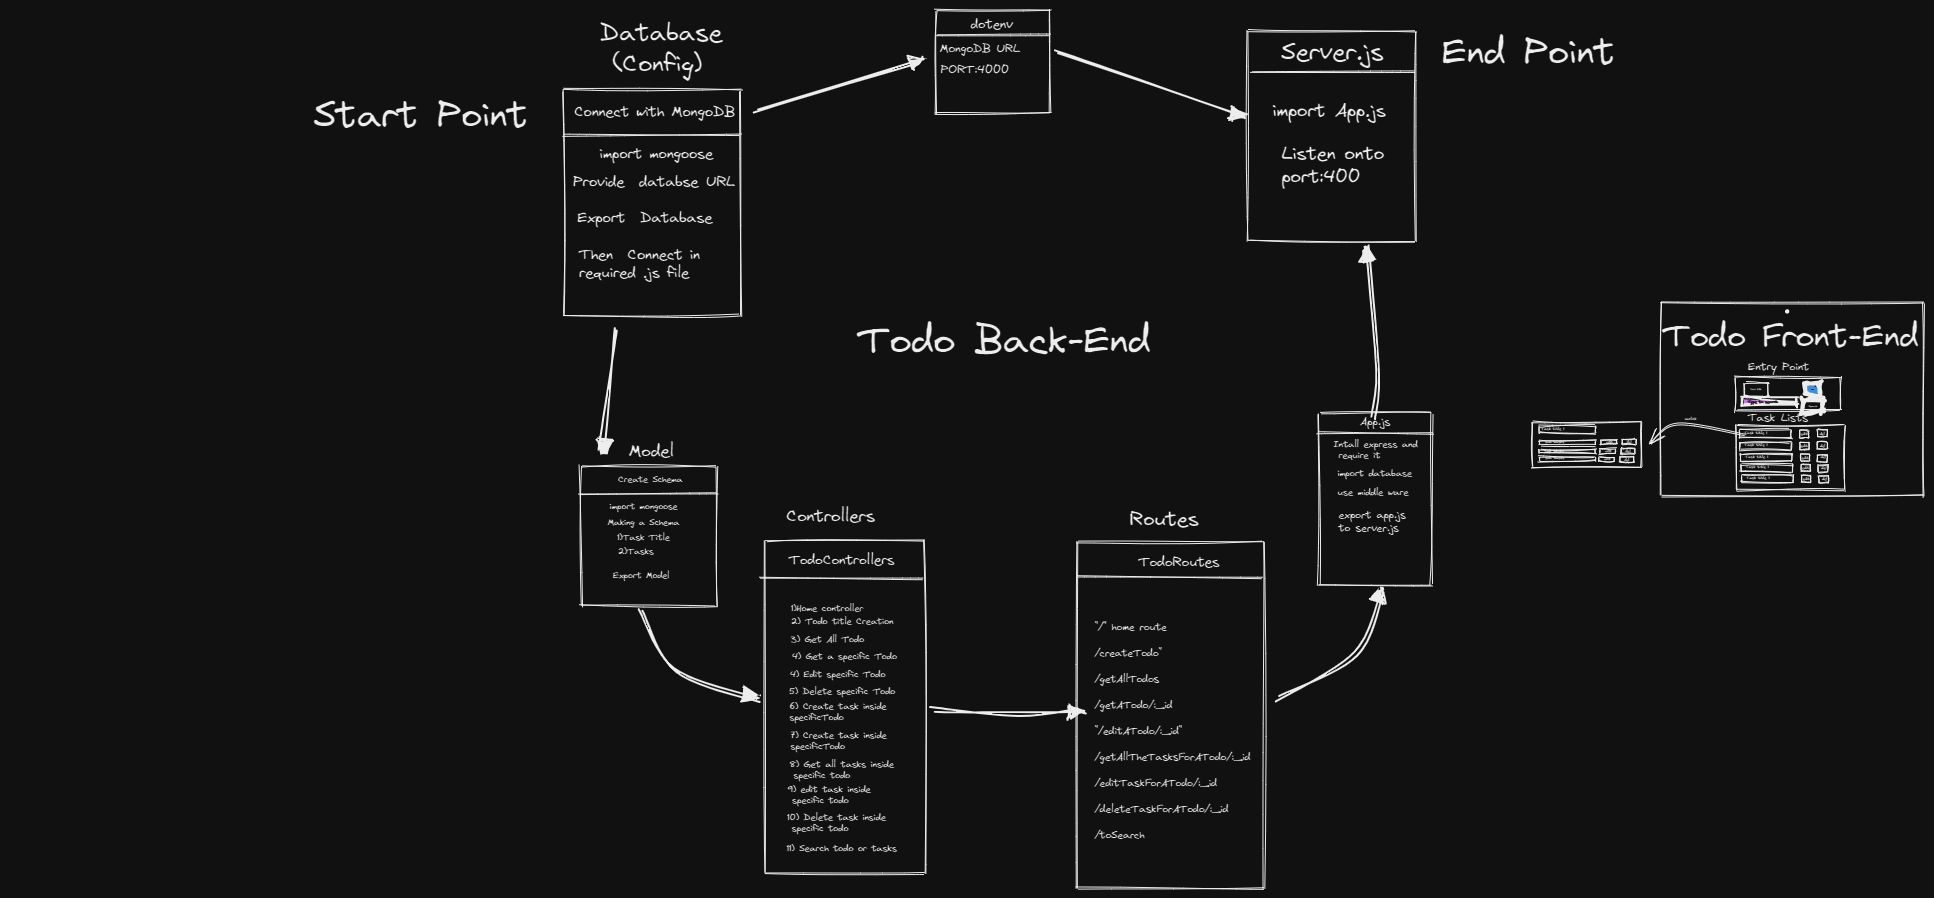 Database
(Config)
Start Point
Connect with MongoDB
import mongoose
Provide databse URL
Export Database
Then Connect in
required .js file
dotenv
MongoDB URL
PORT:4000
Server.js
End Point
import App.js
Listen onto
port:400
Todo Back-End
Model
Create Schema
import mongoose
Making a Schema
1)Task Title
2)Tasks
Export Model
Controllers
TodoControllers
1)Home controller
2) Todo title Creation
3) Get All Todo
4) Get a specific Todo
4) Edit specific Todo
5) Delete specific Todo
6) Create task inside
specificTodo
7) Create task inside
specificTodo
8) Get all tasks inside
specific todo
9) edit task inside
specific todo
10) Delete task inside
specific todo
11) Search todo or tasks
Routes
TodoRoutes
"/" home route
/createTodo"
/getAllTodos
/getATodo/:_id
"/editATodo/:_id"
/getAllTheTasksForATodo/:_id
/editTaskForATodo/:_id
/deleteTaskForATodo/:_id
/toSearch
App.js
Intall express and
require it
import database
use middle ware
export app.js
to server.js
Todo Front-End
Entry Point
Task Lists